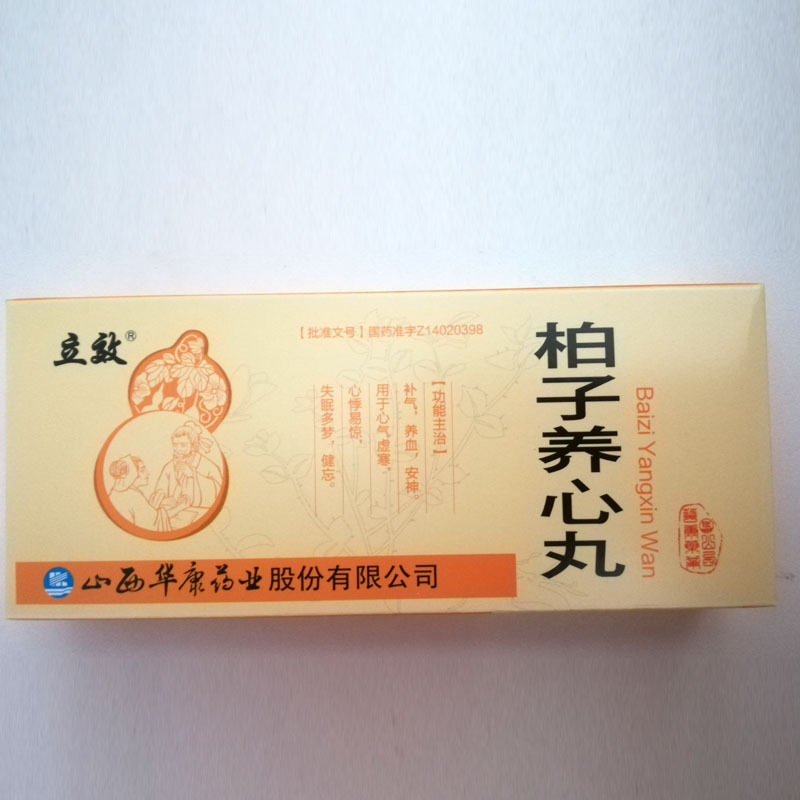 立效®
【批准文号】国药准字Z14020398
【功能主治】
补气，养血，安神。
用于心气虚寒，
心悸易惊，
失眠多梦，健忘。
柏子养心丸
Baizi Yangxin Wan
山西华康药业股份有限公司